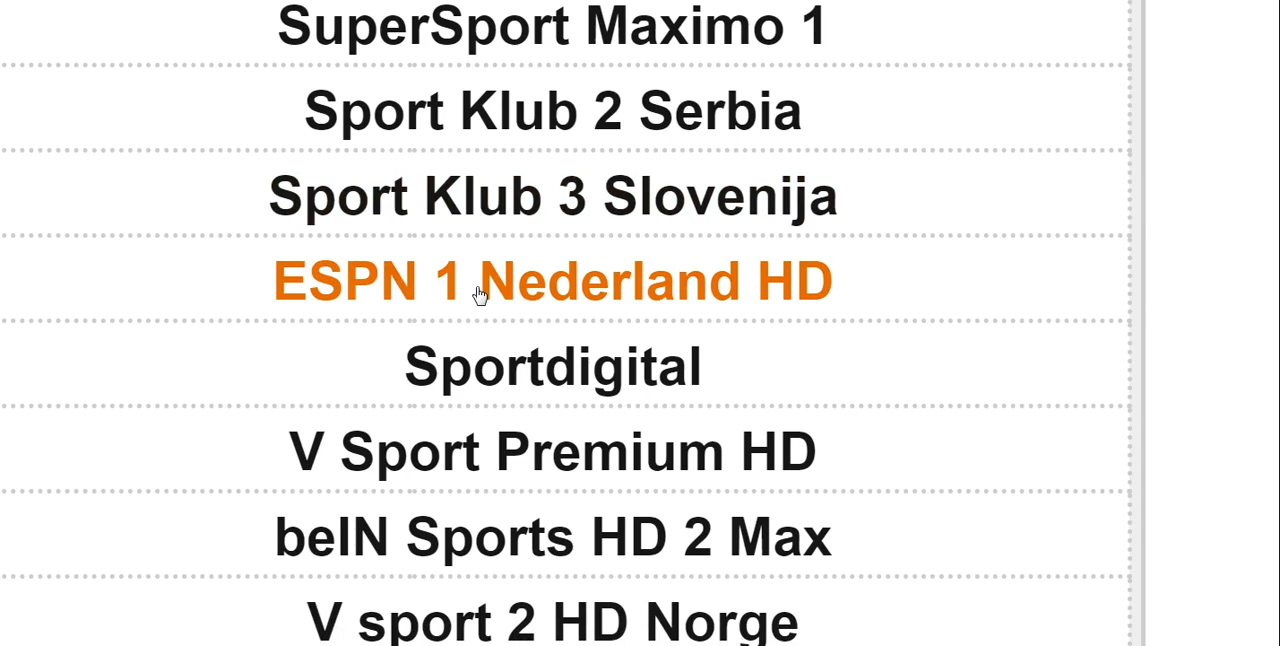 SuperSport Maximo 1
Sport Klub 2 Serbia
Sport Klub 3 Slovenija
ESPN 1 Nederland HD
Sportdigital
V Sport Premium HD
beIN Sports HD 2 Max
V sport 2 HD Norge